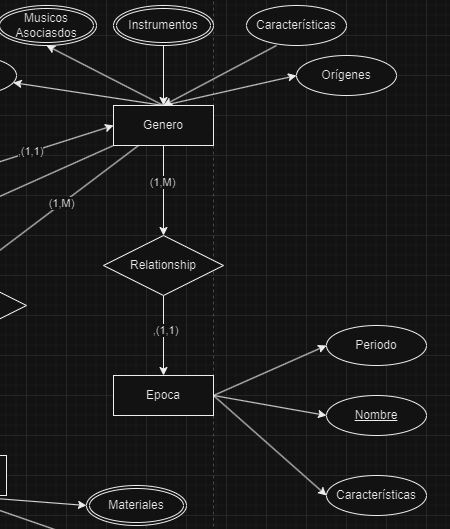 Musicos
Asociasdos
Instrumentos
Características
Orígenes
Genero
,(1,1)
(1,M)
(1,M)
Relationship
,(1,1)
Epoca
Periodo
Nombre
Características
Materiales